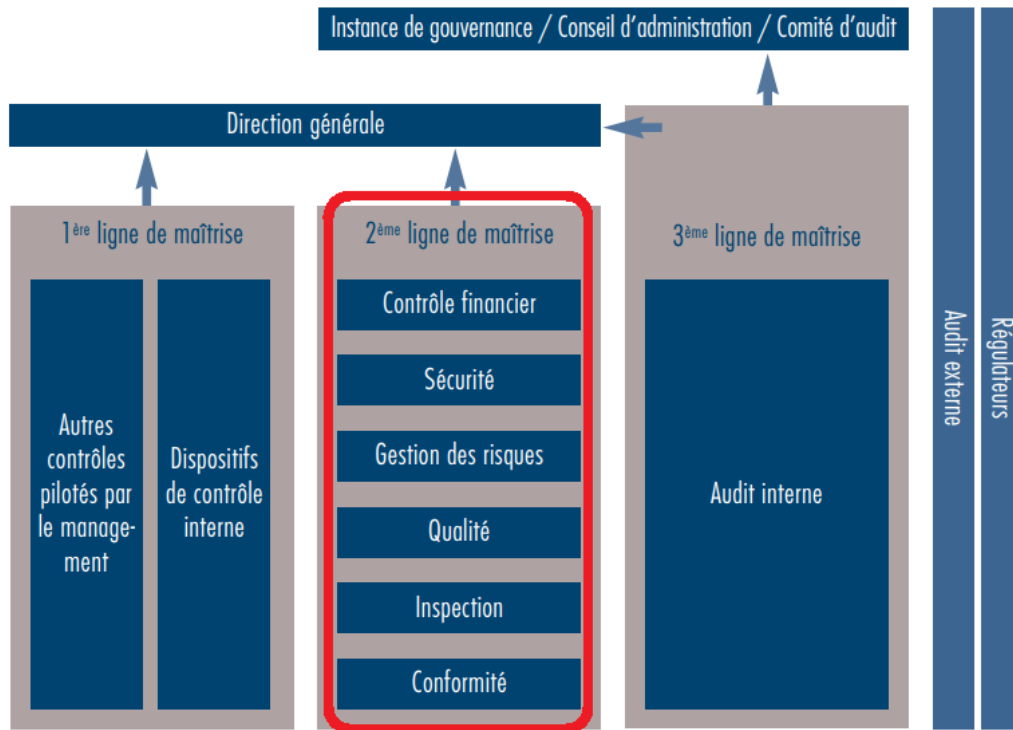 Instance de gouvernance / Conseil d'administration / Comité d'audit
Direction générale
1ère ligne de maîtrise
Autres
contrôles
pilotés par
le manage-
ment
Dispositifs
de contrôle
interne
2ème ligne de maîtrise
Contrôle financier
Sécurité
Gestion des risques
Qualité
Inspection
Conformité
3ème ligne de maîtrise
Audit interne
Audit externe
Régulateurs